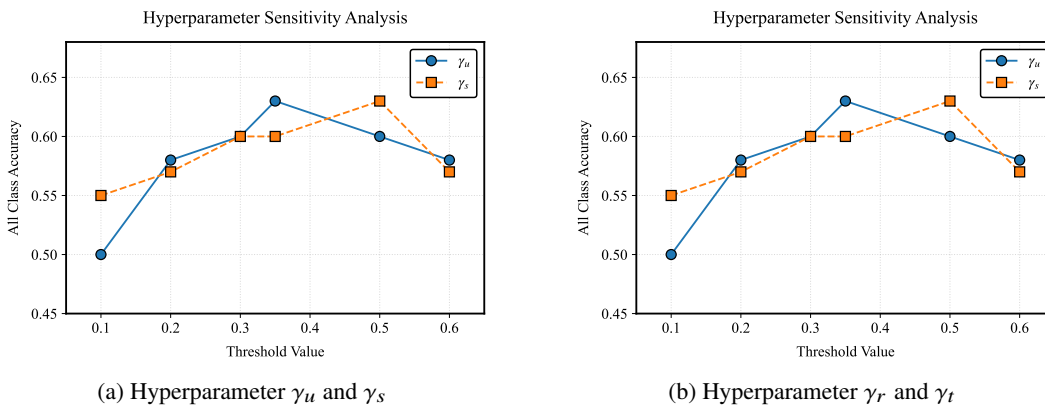 Hyperparameter Sensitivity Analysis
γu
γs
0.65
0.60
0.55
0.50
0.45
All Class Accuracy
0.1 0.2 0.3 0.4 0.5 0.6
Threshold Value
(a) Hyperparameter γu and γs
Hyperparameter Sensitivity Analysis
γu
γs
0.65
0.60
0.55
0.50
0.45
All Class Accuracy
0.1 0.2 0.3 0.4 0.5 0.6
Threshold Value
(b) Hyperparameter γr and γt